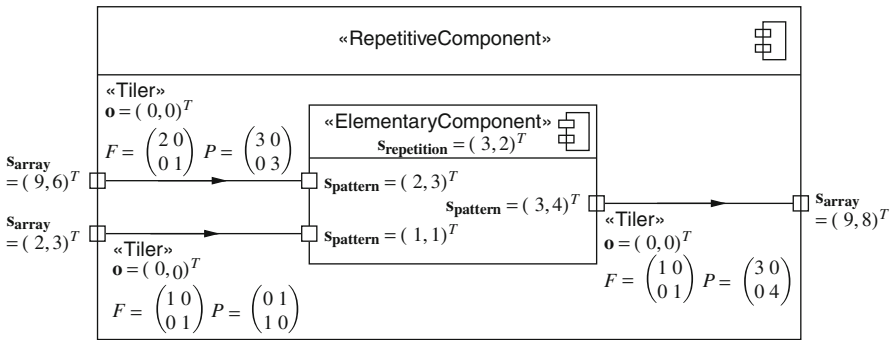 «RepetitiveComponent»
«Tiler»
o = ( 0,0)^T
F = (2 0
0 1) P = (3 0
0 3)
s_array
= ( 9,6)^T
s_array
= ( 2,3)^T
«ElementaryComponent»
s_repetition = ( 3,2)^T
s_pattern = ( 2,3)^T
s_pattern = ( 3,4)^T
s_pattern = ( 1,1)^T
«Tiler»
o = ( 0,0)^T
F = (1 0
0 1) P = (0 1
1 0)
«Tiler»
o = ( 0,0)^T
F = (1 0
0 1) P = (3 0
0 4)
s_array
= ( 9,8)^T